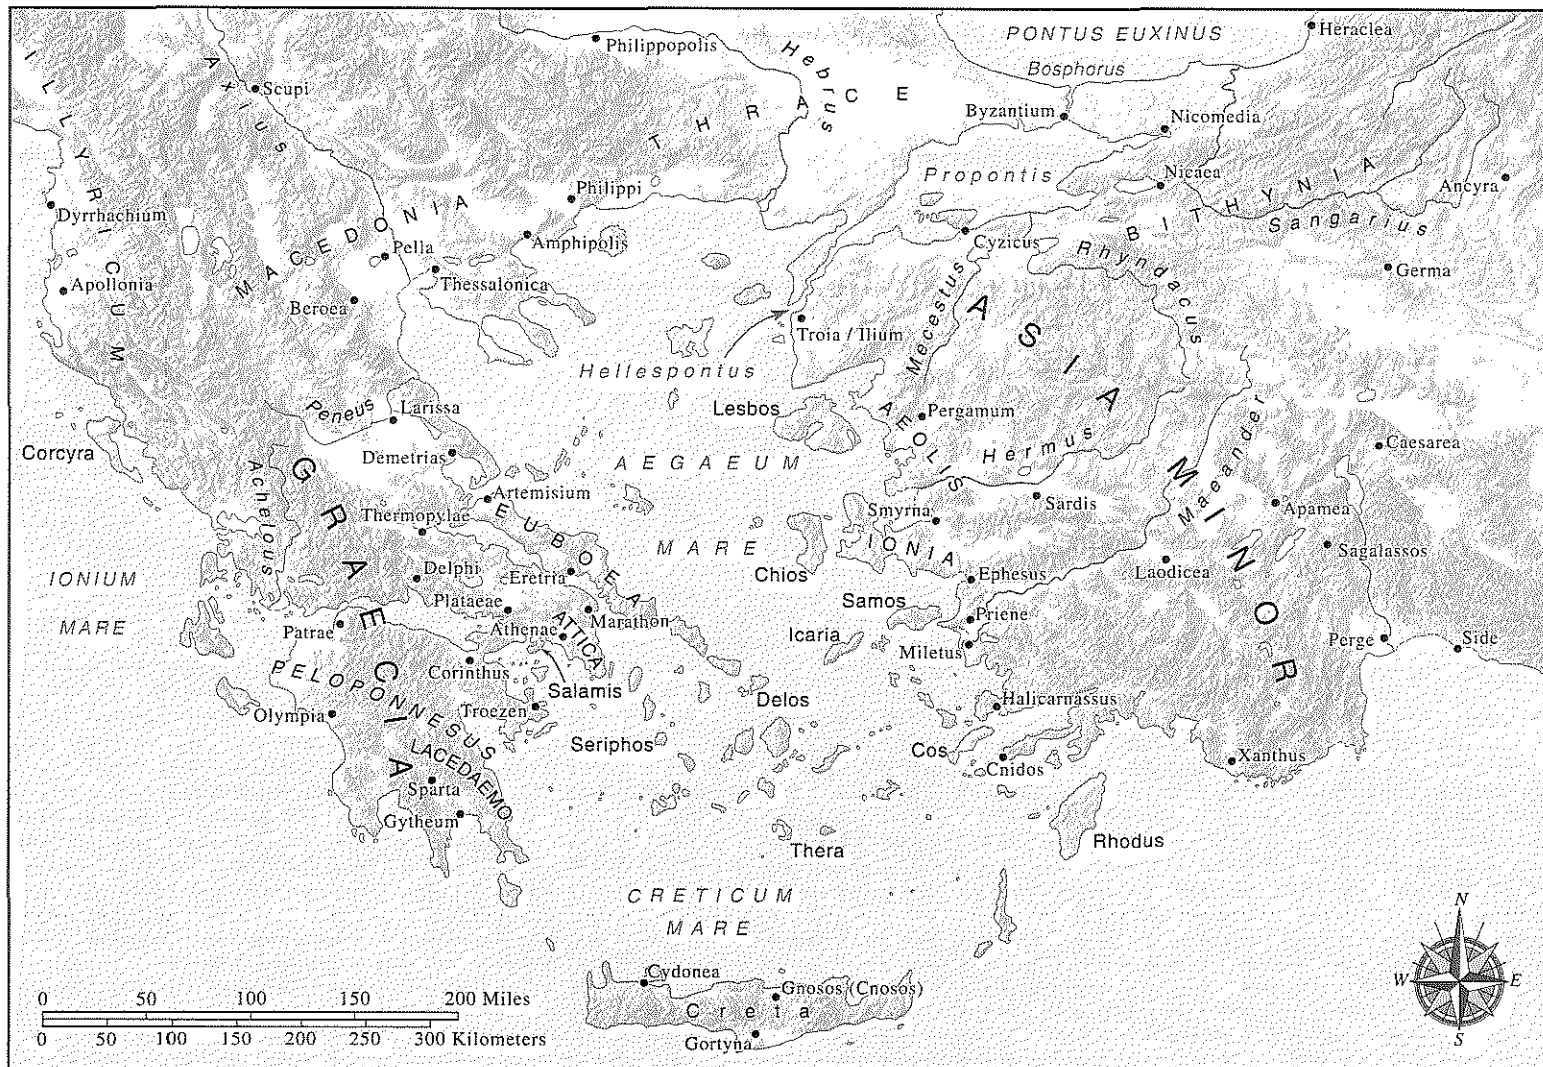 PONTUS EUXINUS
Bosphorus
Heraclea
Philippopolis
Hebrus
ILLYRICUM
Axius
Scupi
THRACE
Byzantium
Nicomedia
Propontis
Nicaea
BITHYNIA
Ancyra
Sangarius
Dyrrhachium
Philippi
MACEDONIA
Pella
Amphipolis
Cyzicus
Rhyndacus
Germa
Apollonia
Thessalonica
Beroea
Mecestus
Troia / Ilium
Hellespontus
ASIA MINOR
Peneus
Larissa
Lesbos
AEOLIS
Pergamum
Hermus
Maeander
Caesarea
Corcyra
Demetrias
AEGAEUM
MARE
Achelous
GRAECIA
Artemisium
Thermopylae
EUBOEA
Smyrna
Sardis
Apamea
IONIA
Sagalassos
IONIUM
MARE
Delphi
Eretria
Chios
Ephesus
Laodicea
Plataeae
Marathon
Samos
Priene
Patrae
Athenae
ATTICA
Icaria
Miletus
Perge
Side
PELOPONNESUS
Corinthus
Salamis
Delos
Halicarnassus
Olympia
Troezen
Seriphos
Cos
Cnidos
Xanthus
LACEDAEMO
Sparta
Gytheum
Thera
Rhodus
CRETICUM
MARE
N
W E
S
Cydonea
Gnosos (Cnosos)
Creta
Gortyna
0 50 100 150 200 Miles
0 50 100 150 200 250 300 Kilometers